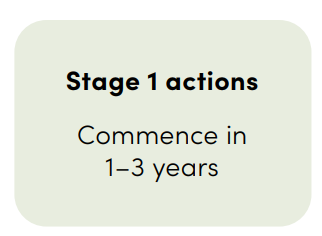 Stage 1 actions
Commence in
1–3 years